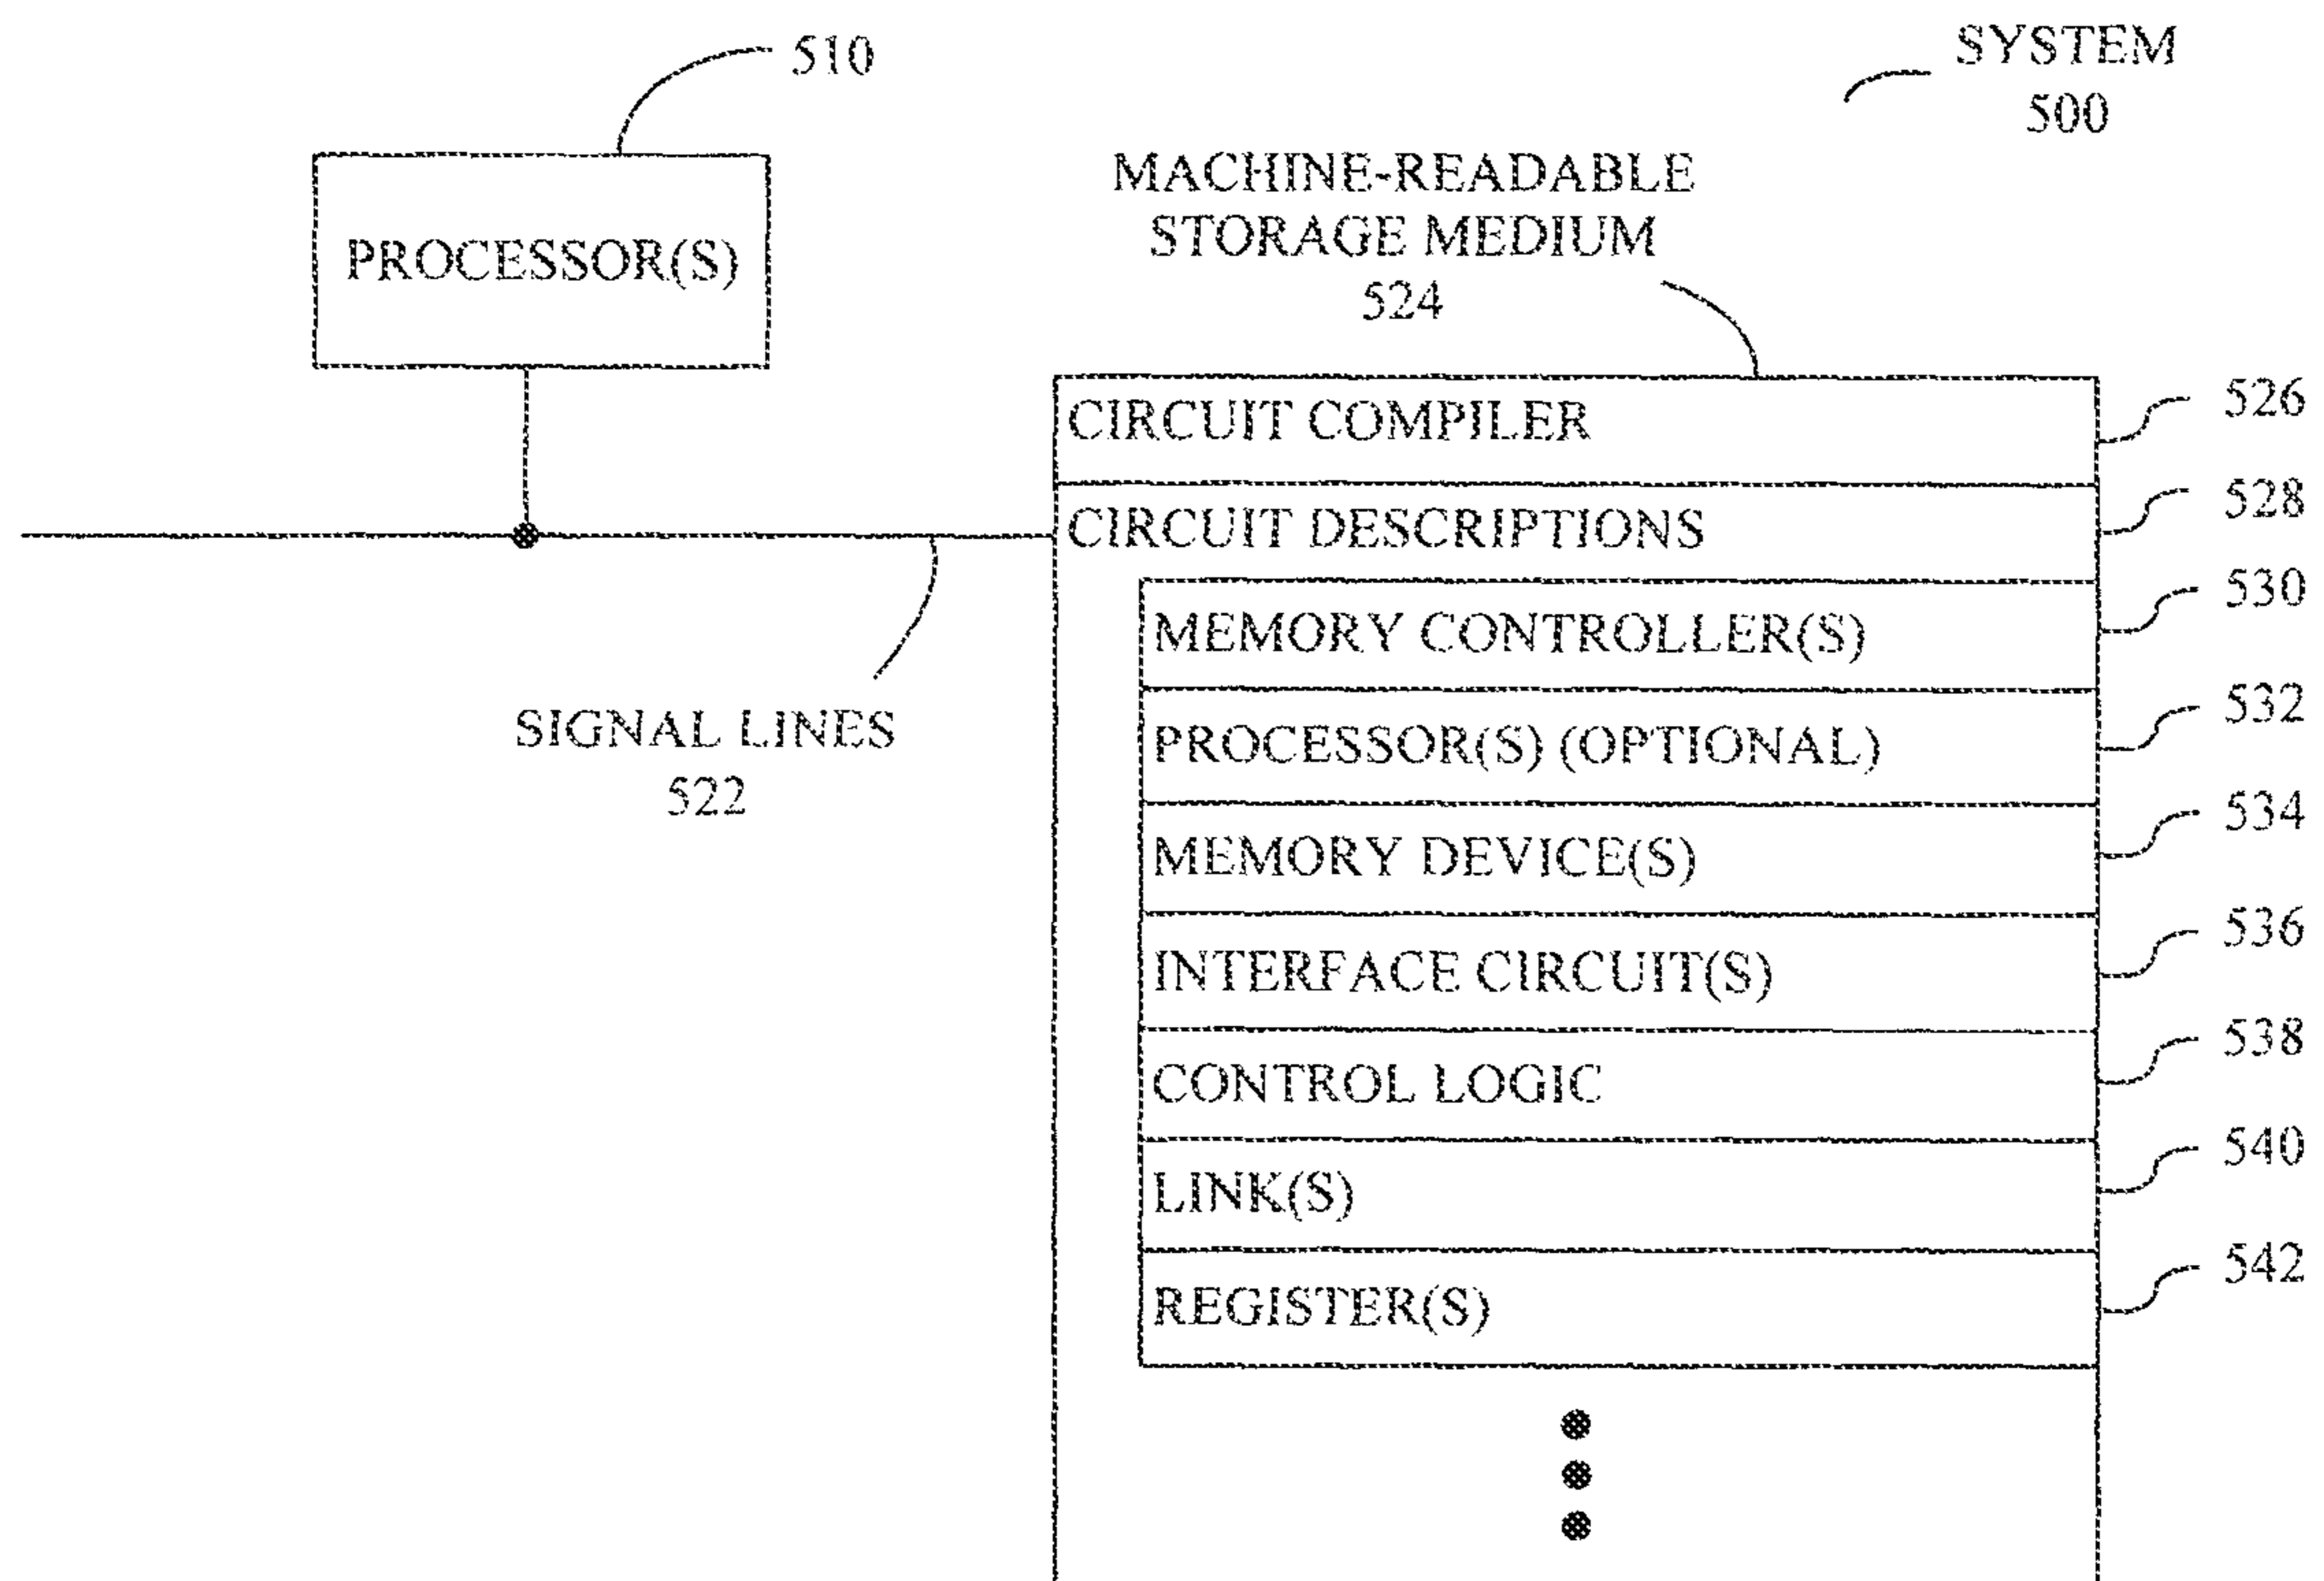 510
SYSTEM
500
PROCESSOR(S)
MACHINE-READABLE
STORAGE MEDIUM
524
CIRCUIT COMPILER
526
CIRCUIT DESCRIPTIONS
528
MEMORY CONTROLLER(S)
530
PROCESSOR(S) (OPTIONAL)
532
SIGNAL LINES
522
MEMORY DEVICE(S)
534
INTERFACE CIRCUIT(S)
536
CONTROL LOGIC
538
LINK(S)
540
REGISTER(S)
542